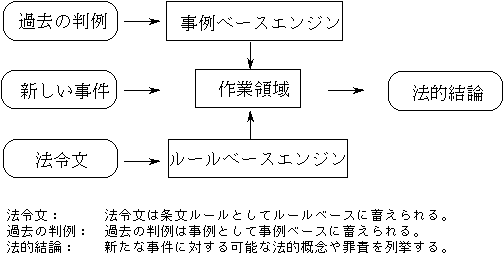 過去の判例
事例ベースエンジン
新しい事件
作業領域
法的結論
法令文
ルールベースエンジン
法令文： 法令文は条文ルールとしてルールベースに蓄えられる。
過去の判例： 過去の判例は事例として事例ベースに蓄えられる。
法的結論： 新たな事件に対する可能な法的概念や罪責を列挙する。